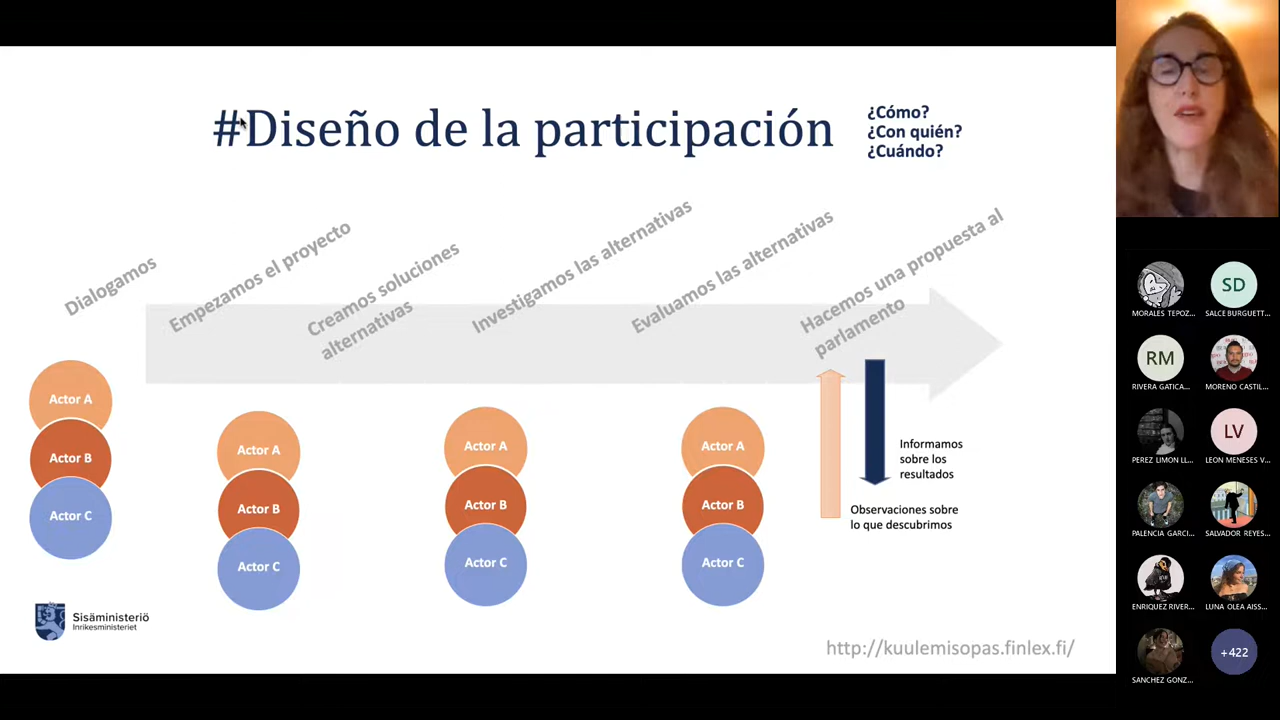 #Diseño de la participación
¿Cómo?
¿Con quién?
¿Cuándo?
Dialogamos
Empezamos el proyecto
Creamos soluciones
alternativas
Investigamos las alternativas
Evaluamos las alternativas
Hacemos una propuesta al
parlamento
Actor A
Actor B
Actor C
Actor A
Actor B
Actor C
Actor A
Actor B
Actor C
Actor A
Actor B
Actor C
Informamos
sobre los
resultados
Observaciones sobre
lo que descubrimos
Sisäministeriö
Inrikesministeriet
http://kuulemisopas.finlex.fi/
MORALES TEPOZ...
SD
SALCE BURGUETT...
RM
RIVERA GATICA...
MORENO CASTIL...
PEREZ LIMON LL...
LV
LEON MENESES V...
PALENCIA GARCI...
SALVADOR REYES...
ENRIQUEZ RIVER...
LUNA OLEA AISS...
SANCHEZ GONZ...
+422